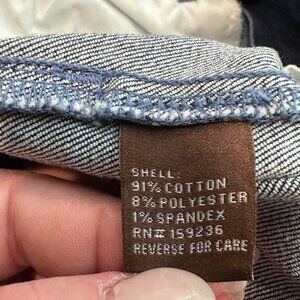 SHELL:
91% COTTON
8% POLYESTER
1% SPANDEX
RN# 159236
REVERSE FOR CARE